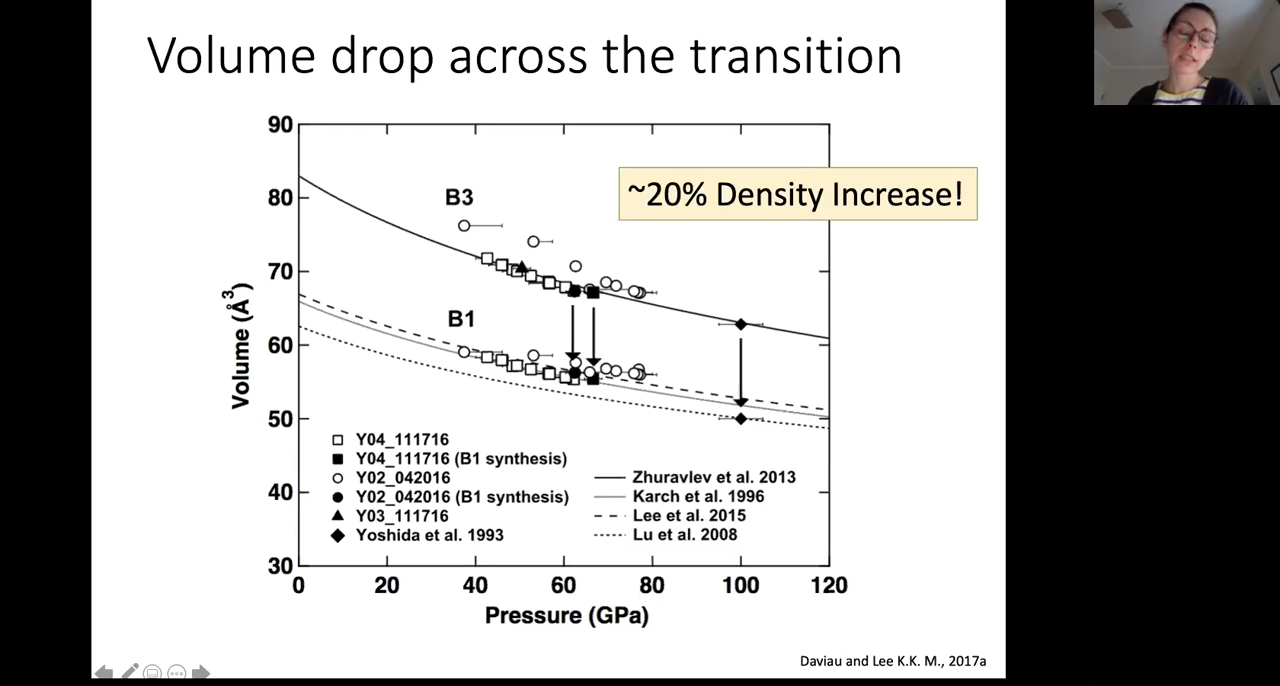 Volume drop across the transition
~20% Density Increase!
90
80
70
60
50
40
30
Volume (Å³)
B3
B1
Y04_111716
Y04_111716 (B1 synthesis)
Y02_042016
Y02_042016 (B1 synthesis)
Y03_111716
Yoshida et al. 1993
Zhuravlev et al. 2013
Karch et al. 1996
Lee et al. 2015
Lu et al. 2008
0 20 40 60 80 100 120
Pressure (GPa)
Daviau and Lee K.K. M., 2017a